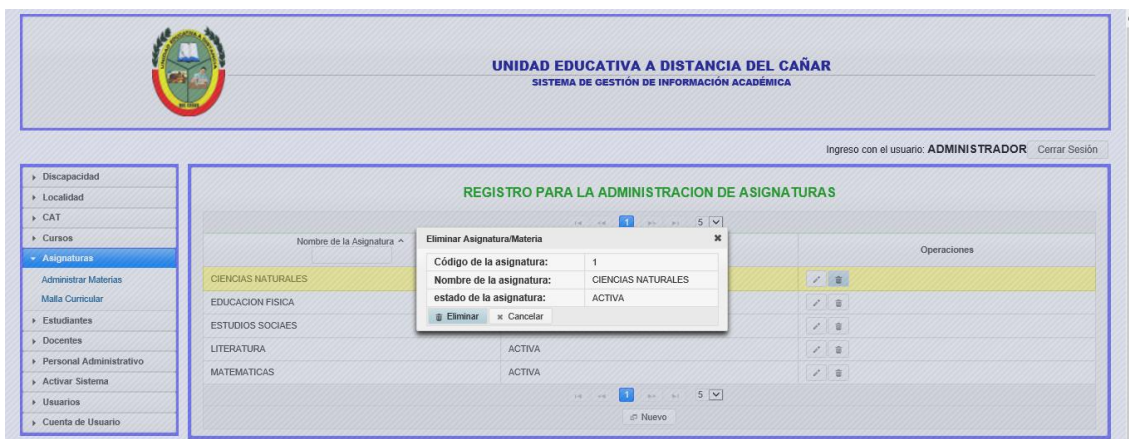 UNIDAD EDUCATIVA A DISTANCIA DEL CAÑAR
SISTEMA DE GESTIÓN DE INFORMACIÓN ACADÉMICA
Ingreso con el usuario: ADMINISTRADOR Cerrar Sesión
Discapacidad
Localidad
CAT
Cursos
Asignaturas
Administrar Materias
Malla Curricular
Estudiantes
Docentes
Personal Administrativo
Activar Sistema
Usuarios
Cuenta de Usuario
REGISTRO PARA LA ADMINISTRACION DE ASIGNATURAS
1 5
Nombre de la Asignatura
Operaciones
CIENCIAS NATURALES
EDUCACION FISICA
ESTUDIOS SOCIAES
LITERATURA ACTIVA
MATEMATICAS ACTIVA
1 5
Nuevo
Eliminar Asignatura/Materia
Código de la asignatura: 1
Nombre de la asignatura: CIENCIAS NATURALES
estado de la asignatura: ACTIVA
Eliminar Cancelar